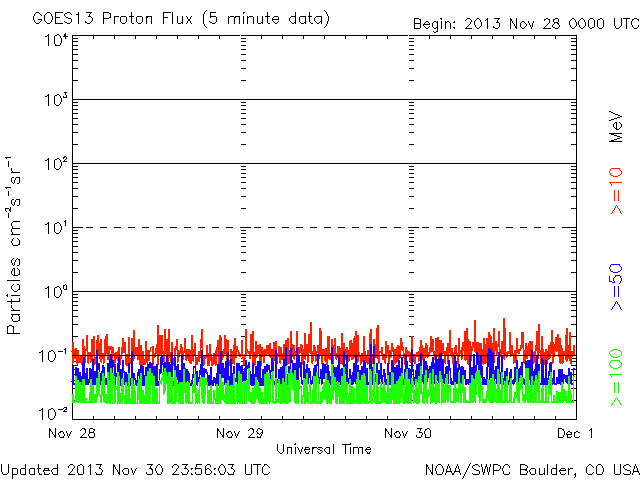 GOES13 Proton Flux (5 minute data)
Begin: 2013 Nov 28 0000 UTC
Particles cm⁻²s⁻¹sr⁻¹
10⁴
10³
10²
10¹
10⁰
10⁻¹
10⁻²
Nov 28
Nov 29
Nov 30
Dec 1
Universal Time
>=10
>=50
>=100
MeV
Updated 2013 Nov 30 23:56:03 UTC
NOAA/SWPC Boulder, CO USA